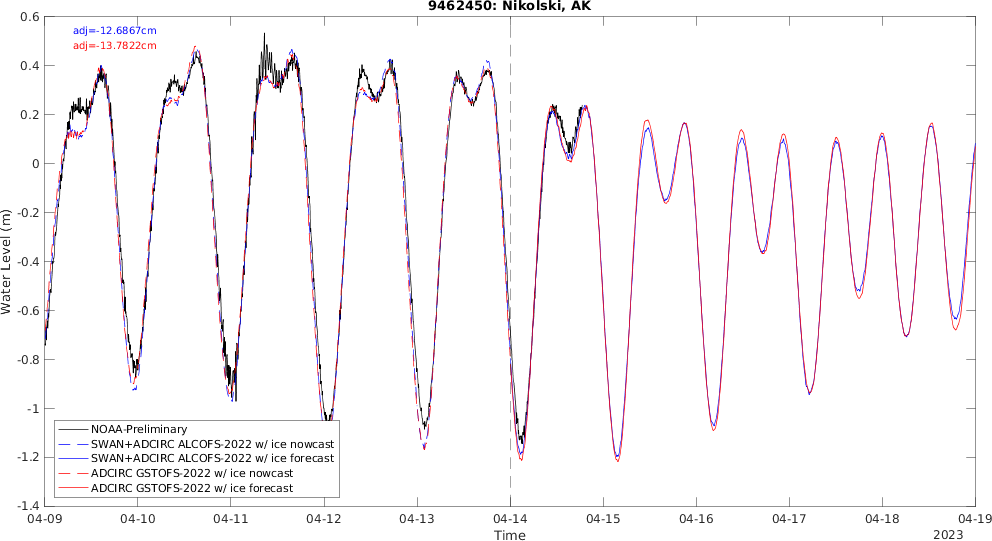 9462450: Nikolski, AK
adj=-12.6867cm
adj=-13.7822cm
0.6
0.4
0.2
0
-0.2
-0.4
-0.6
-0.8
-1
-1.2
-1.4
Water Level (m)
NOAA-Preliminary
SWAN+ADCIRC ALCOFS-2022 w/ ice nowcast
SWAN+ADCIRC ALCOFS-2022 w/ ice forecast
ADCIRC GSTOFS-2022 w/ ice nowcast
ADCIRC GSTOFS-2022 w/ ice forecast
04-09 04-10 04-11 04-12 04-13 04-14 04-15 04-16 04-17 04-18 04-19
Time
2023